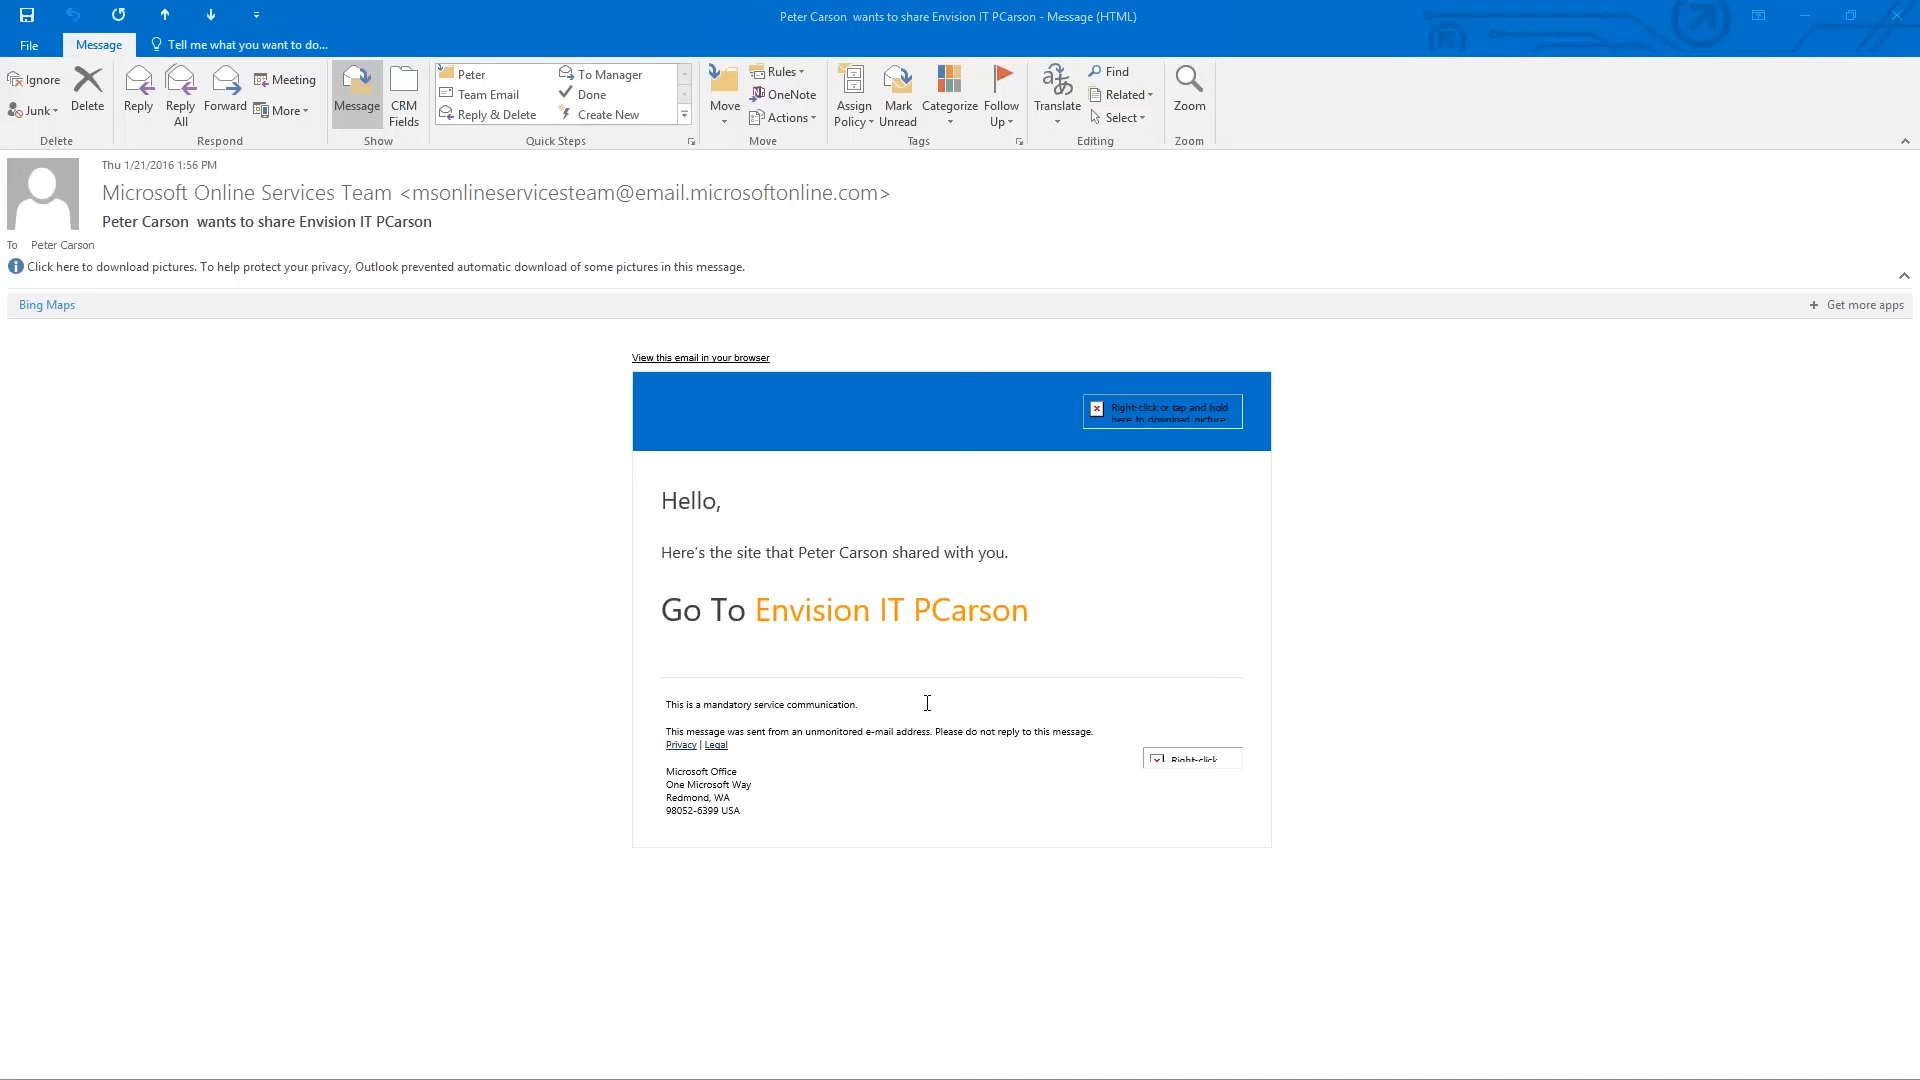 Peter Carson  wants to share Envision IT PCarson - Message (HTML)
File
Message
Tell me what you want to do...
Ignore
Junk
Delete
Delete
Reply
Reply All
Forward
Meeting
More
Respond
Message
CRM Fields
Show
Peter
To Manager
Team Email
Done
Reply & Delete
Create New
Quick Steps
Move
Rules
OneNote
Actions
Move
Assign Policy
Mark Unread
Categorize
Follow Up
Tags
Translate
Find
Related
Select
Editing
Zoom
Zoom
Thu 1/21/2016 1:56 PM
Microsoft Online Services Team <msonlineservicesteam@email.microsoftonline.com>
Peter Carson  wants to share Envision IT PCarson
To Peter Carson
Click here to download pictures. To help protect your privacy, Outlook prevented automatic download of some pictures in this message.
Bing Maps
+ Get more apps
View this email in your browser
Right-click or tap and hold
here to download picture
Hello,
Here's the site that Peter Carson shared with you.
Go To Envision IT PCarson
This is a mandatory service communication.
This message was sent from an unmonitored e-mail address. Please do not reply to this message.
Privacy | Legal
Right-click
Microsoft Office
One Microsoft Way
Redmond, WA
98052-6399 USA